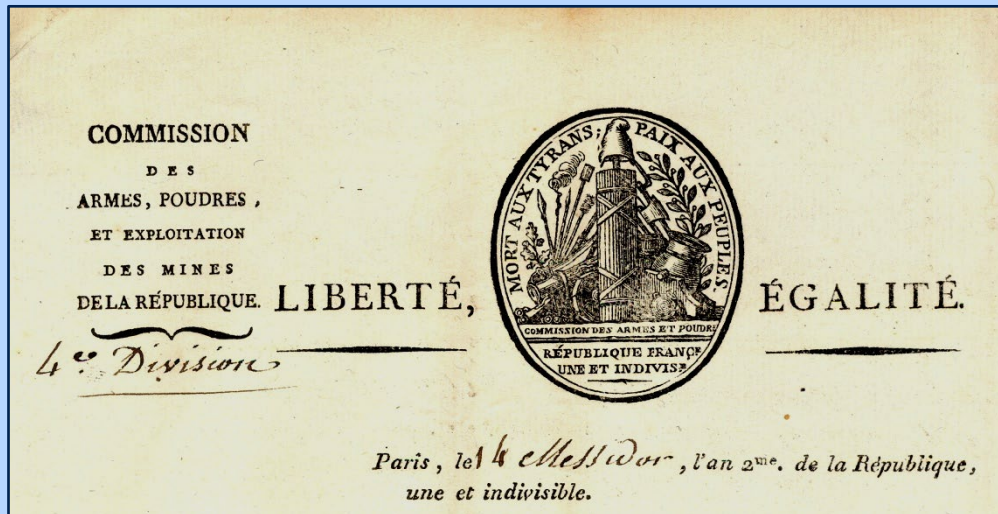 COMMISSION
DES
ARMES, POUDRES,
ET EXPLOITATION
DES MINES
DE LA RÉPUBLIQUE.
4e. Division
LIBERTÉ,
MORT AUX TYRANS; PAIX AUX PEUPLES.
COMMISSION DES ARMES ET POUDR
RÉPUBLIQUE FRANÇE
UNE ET INDIVISE
ÉGALITÉ.
Paris, le 14 Messidor, l'an 2me. de la République,
une et indivisible.